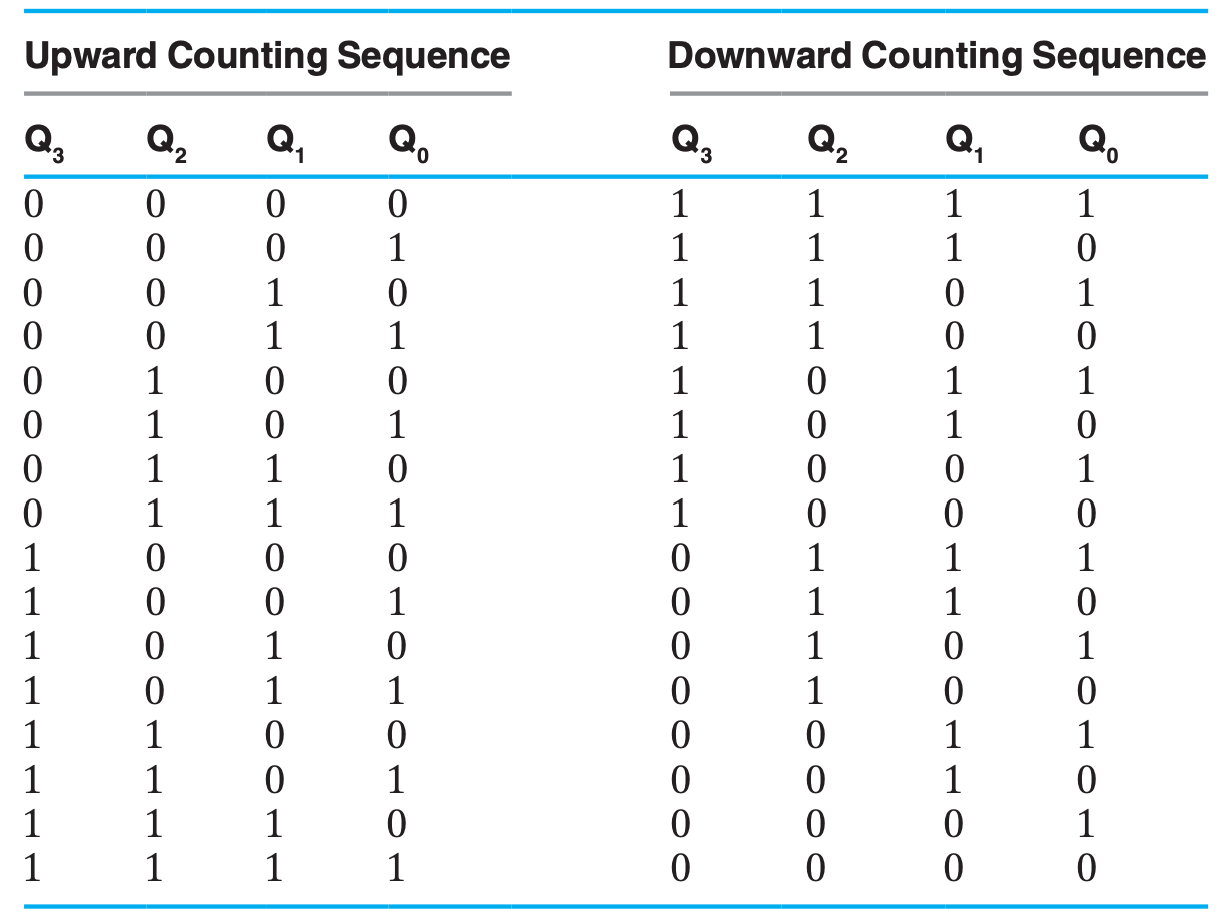 Upward Counting Sequence Downward Counting Sequence
Q3 Q2 Q1 Q0 Q3 Q2 Q1 Q0
0 0 0 0 1 1 1 1
0 0 0 1 1 1 1 0
0 0 1 0 1 1 0 1
0 0 1 1 1 1 0 0
0 1 0 0 1 0 1 1
0 1 0 1 1 0 1 0
0 1 1 0 1 0 0 1
0 1 1 1 1 0 0 0
1 0 0 0 0 1 1 1
1 0 0 1 0 1 1 0
1 0 1 0 0 1 0 1
1 0 1 1 0 1 0 0
1 1 0 0 0 0 1 1
1 1 0 1 0 0 1 0
1 1 1 0 0 0 0 1
1 1 1 1 0 0 0 0